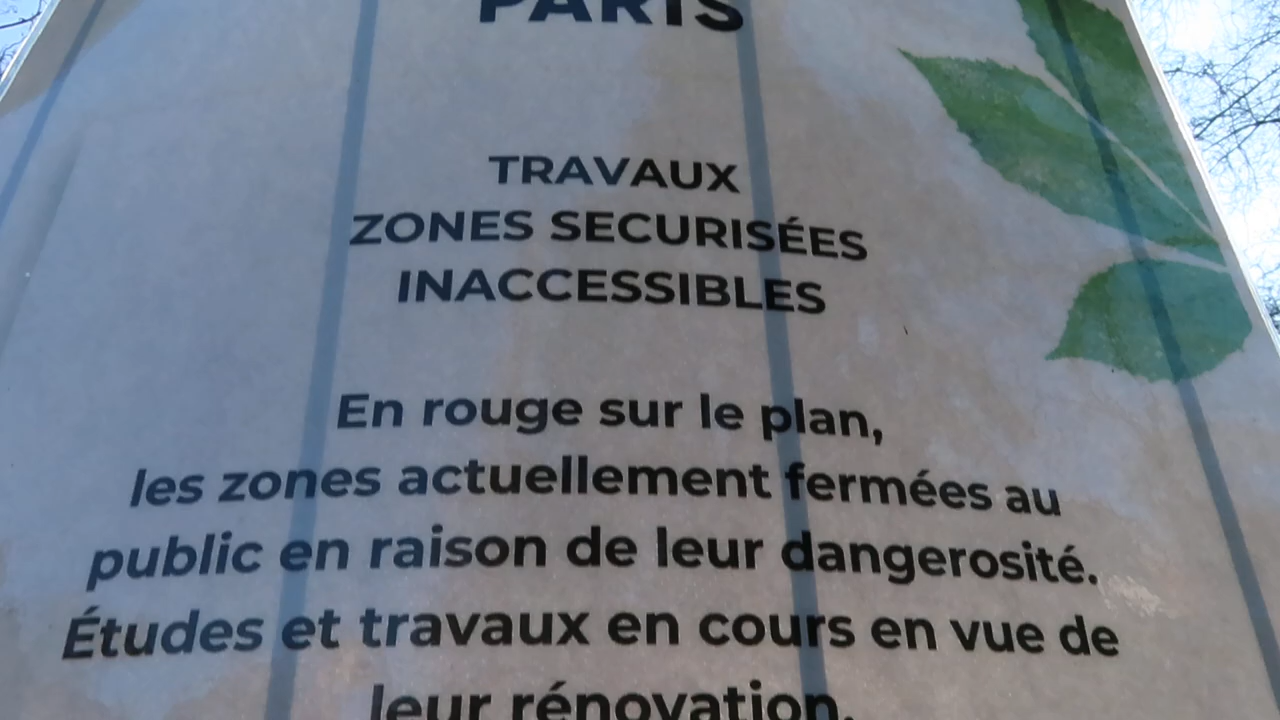 PARIS
TRAVAUX
ZONES SECURISÉES
INACCESSIBLES
En rouge sur le plan,
les zones actuellement fermées au
public en raison de leur dangerosité.
Études et travaux en cours en vue de
leur rénovation.